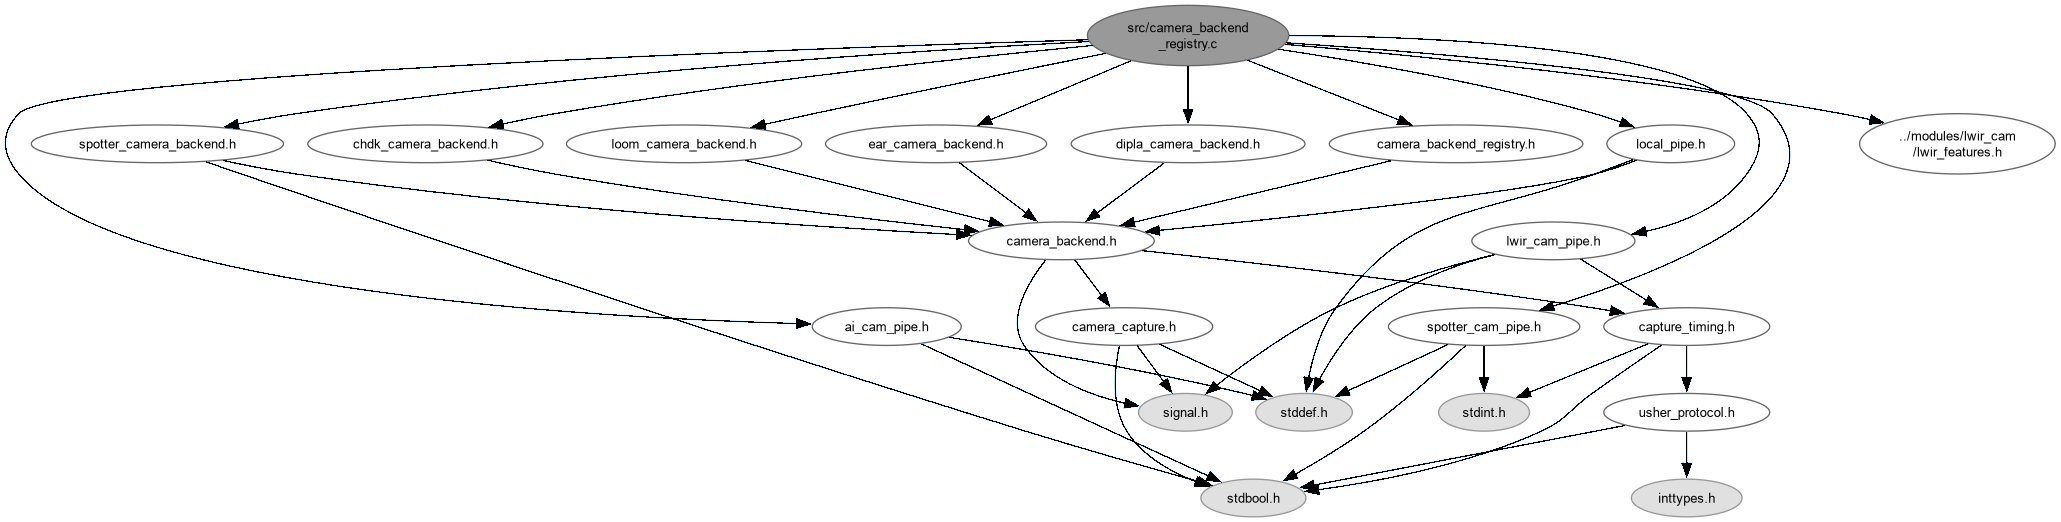 src/camera_backend
_registry.c
spotter_camera_backend.h
chdk_camera_backend.h
loom_camera_backend.h
ear_camera_backend.h
dipla_camera_backend.h
camera_backend_registry.h
local_pipe.h
../modules/lwir_cam
/lwir_features.h
camera_backend.h
lwir_cam_pipe.h
ai_cam_pipe.h
camera_capture.h
spotter_cam_pipe.h
capture_timing.h
signal.h
stddef.h
stdint.h
usher_protocol.h
stdbool.h
inttypes.h